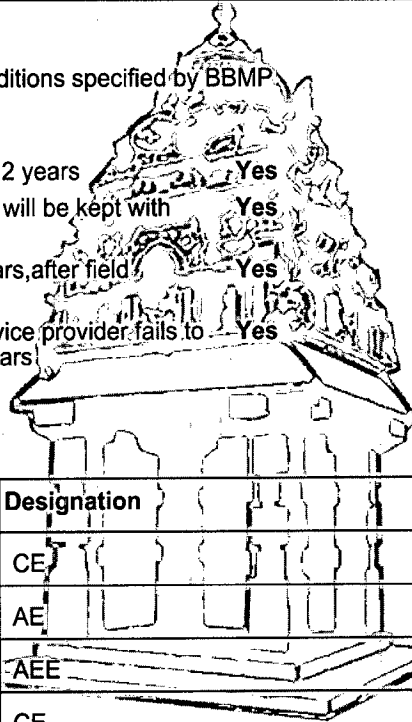 ditions specified by BBMP
2 years Yes
will be kept with Yes
ars,after field Yes
vice provider fails to Yes
ars
Designation
CE
AE
AEE
CE